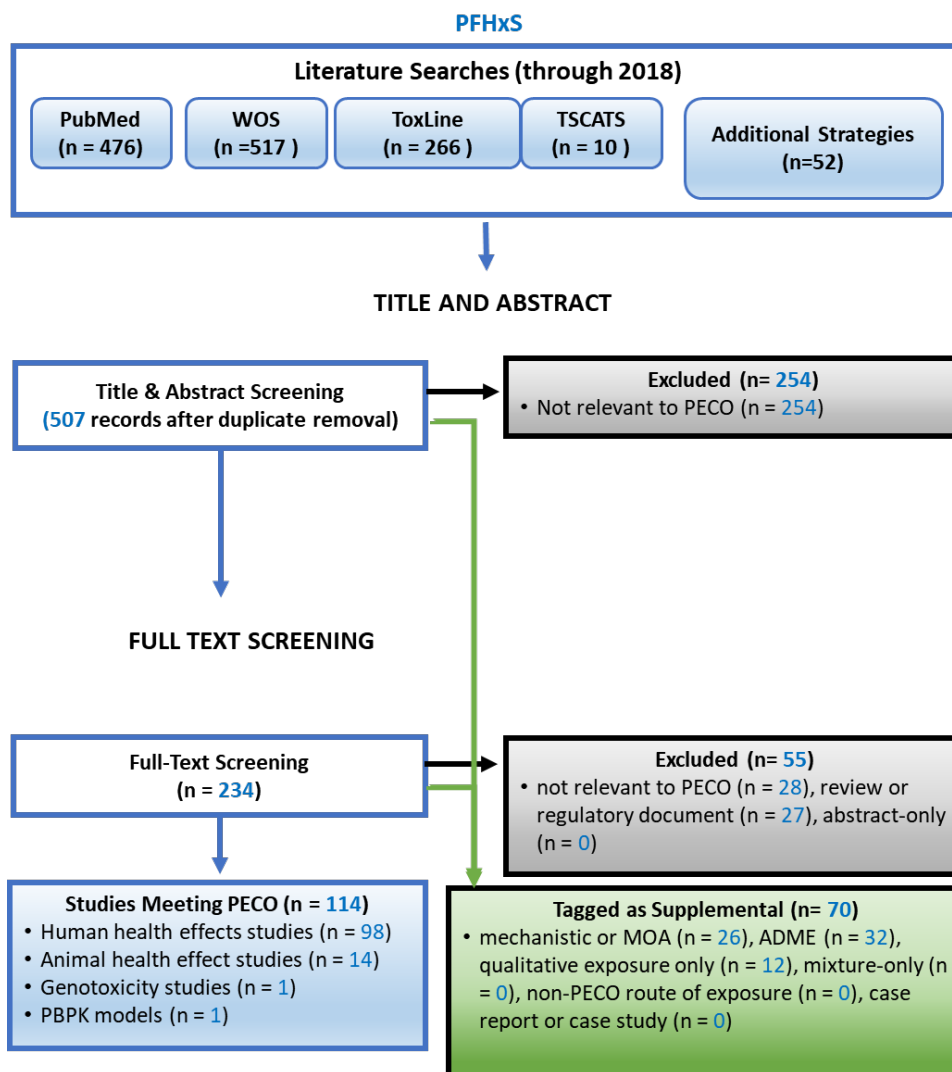 PFHxS
Literature Searches (through 2018)
PubMed
(n = 476)
WOS
(n =517 )
ToxLine
(n = 266 )
TSCATS
(n = 10 )
Additional Strategies
(n=52)
TITLE AND ABSTRACT
Title & Abstract Screening
(507 records after duplicate removal)
Excluded (n= 254)
• Not relevant to PECO (n = 254)
FULL TEXT SCREENING
Full-Text Screening
(n = 234)
Excluded (n= 55)
• not relevant to PECO (n = 28), review or
regulatory document (n = 27), abstract-only
(n = 0)
Studies Meeting PECO (n = 114)
• Human health effects studies (n = 98)
• Animal health effect studies (n = 14)
• Genotoxicity studies (n = 1)
• PBPK models (n = 1)
Tagged as Supplemental (n= 70)
• mechanistic or MOA (n = 26), ADME (n = 32),
qualitative exposure only (n = 12), mixture-only (n
= 0), non-PECO route of exposure (n = 0), case
report or case study (n = 0)